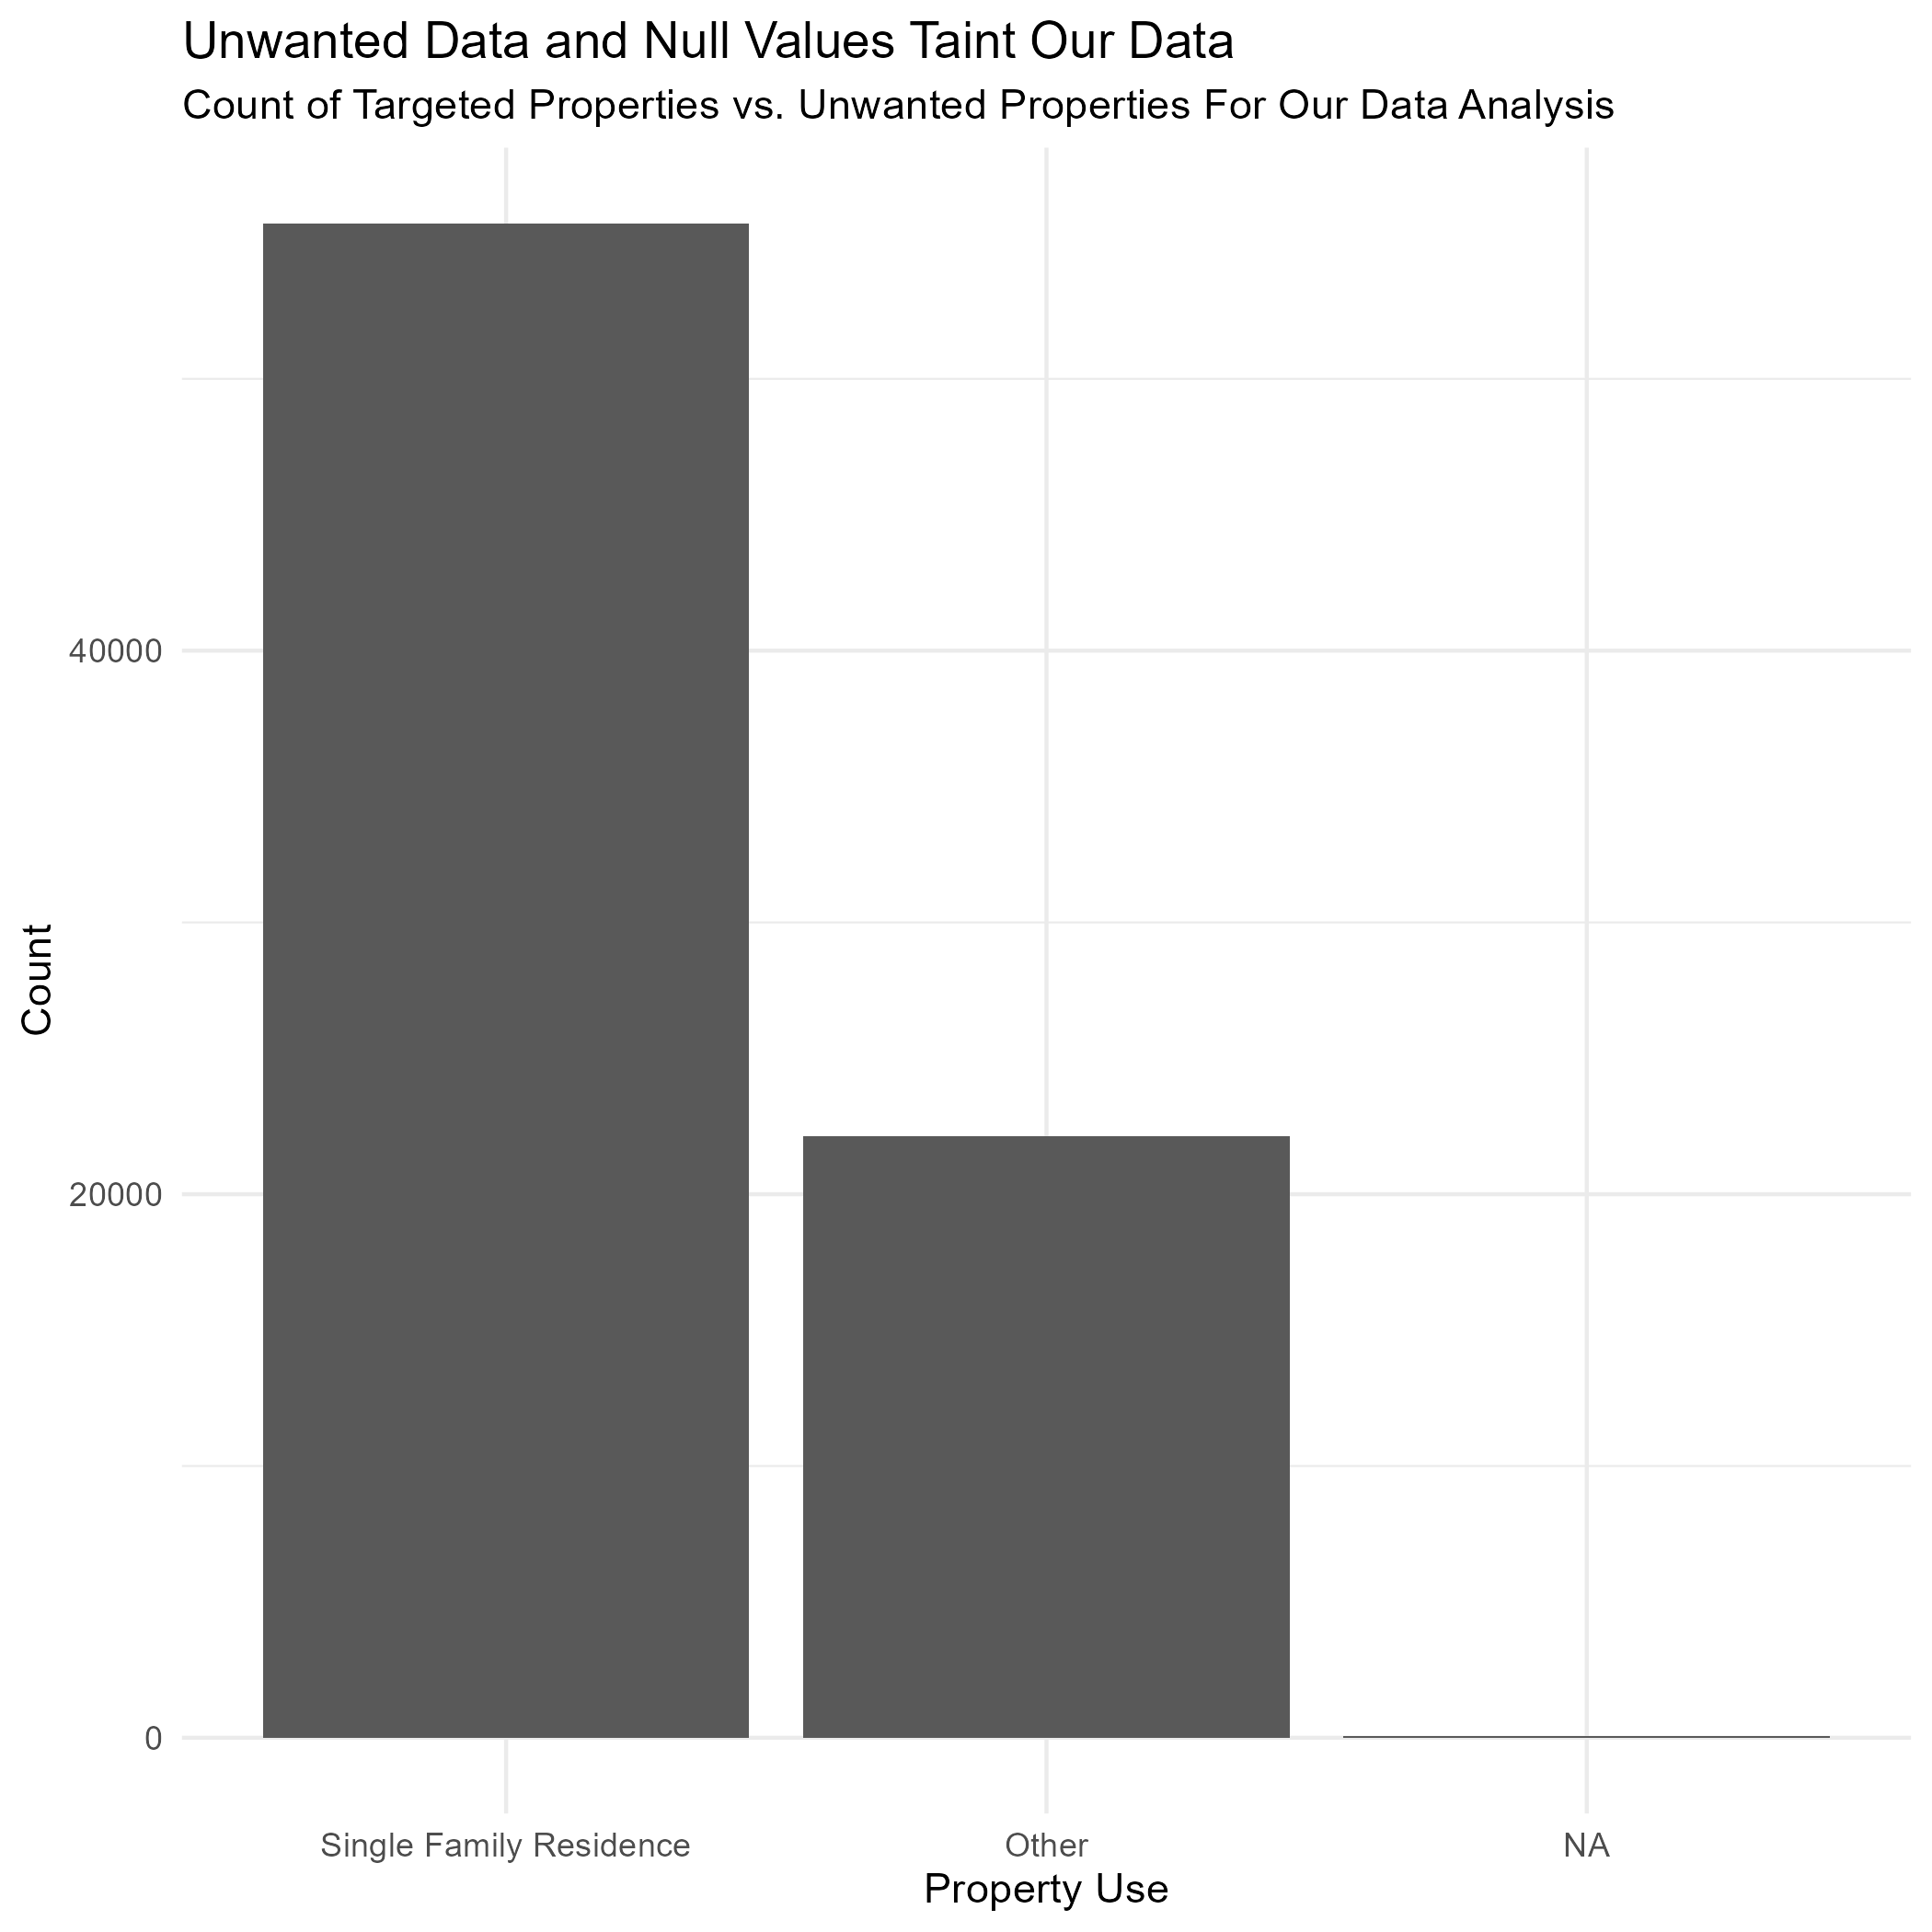 Unwanted Data and Null Values Taint Our Data
Count of Targeted Properties vs. Unwanted Properties For Our Data Analysis
Count
40000
20000
0
Single Family Residence
Other
NA
Property Use